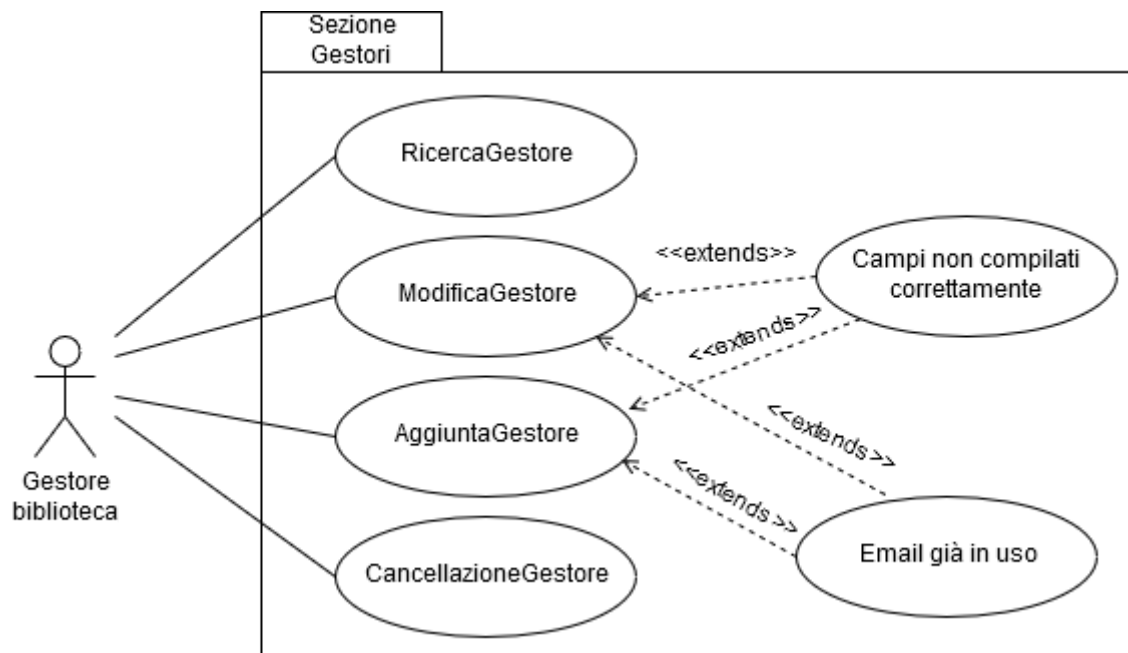 Sezione
Gestori
RicercaGestore
ModificaGestore
<<extends>>
Campi non compilati
correttamente
<<extends>>
AggiuntaGestore
<<extends>>
<<extends>>
Gestore
biblioteca
CancellazioneGestore
Email già in uso